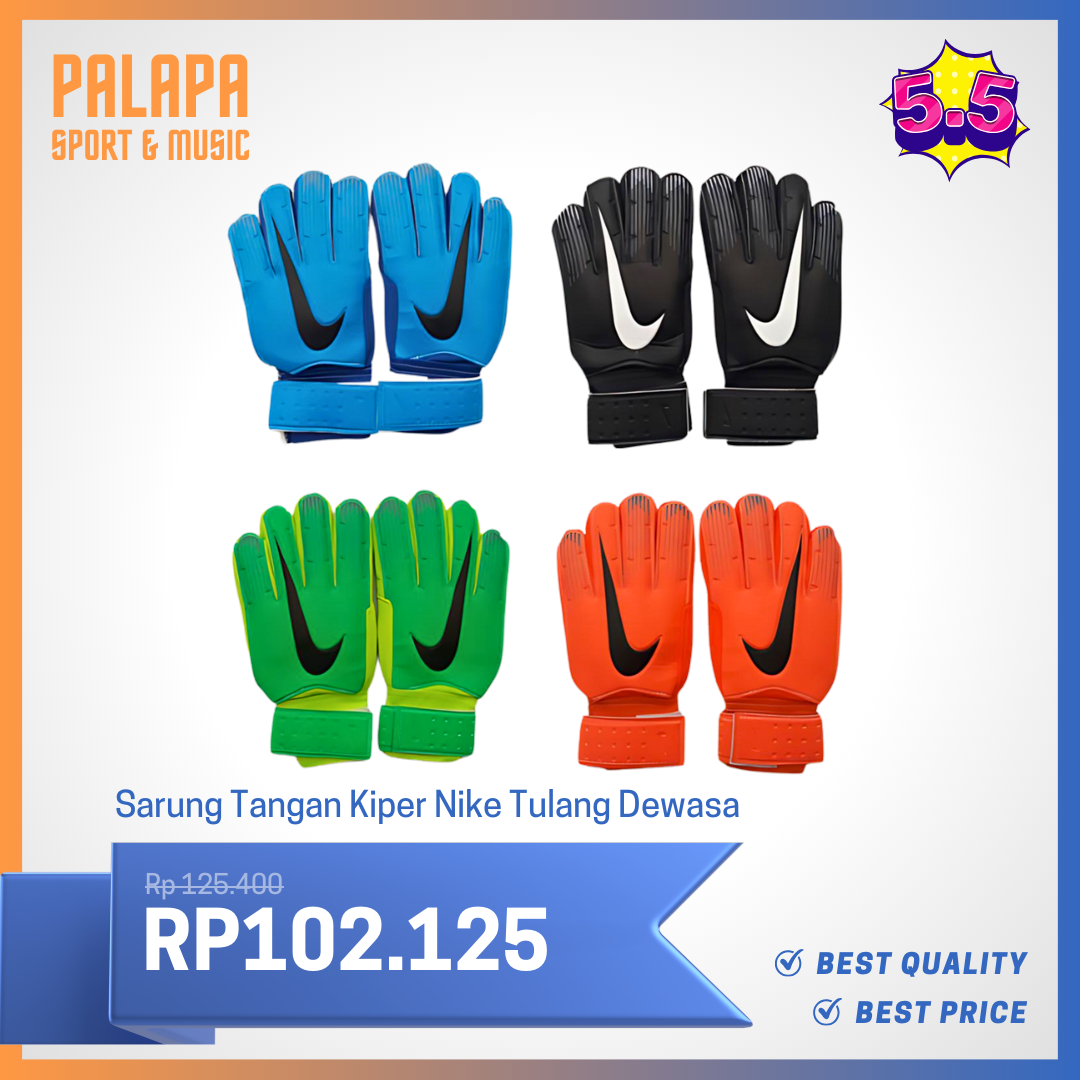 PALAPA
SPORT & MUSIC
5.5
Sarung Tangan Kiper Nike Tulang Dewasa
Rp 125.400
RP102.125
BEST QUALITY
BEST PRICE